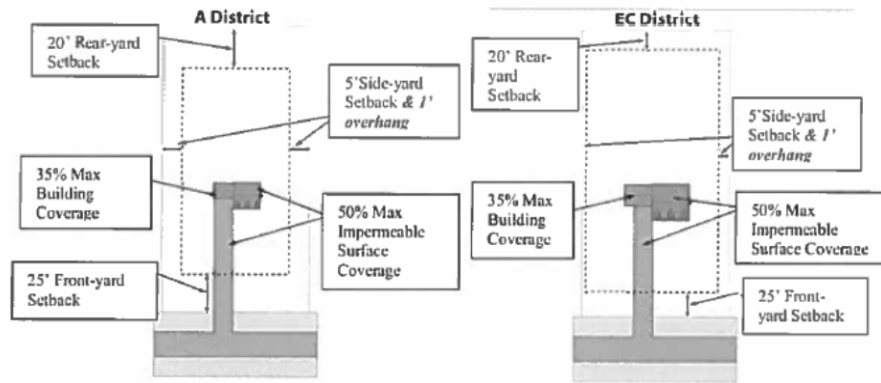 A District
20' Rear-yard
Setback
5'Side-yard
Setback & 1'
overhang
35% Max
Building
Coverage
50% Max
Impermeable
Surface
Coverage
25' Front-yard
Setback
EC District
20' Rear-
yard
Setback
5'Side-yard
Setback & 1'
overhang
35% Max
Building
Coverage
50% Max
Impermeable
Surface Coverage
25' Front-
yard Setback